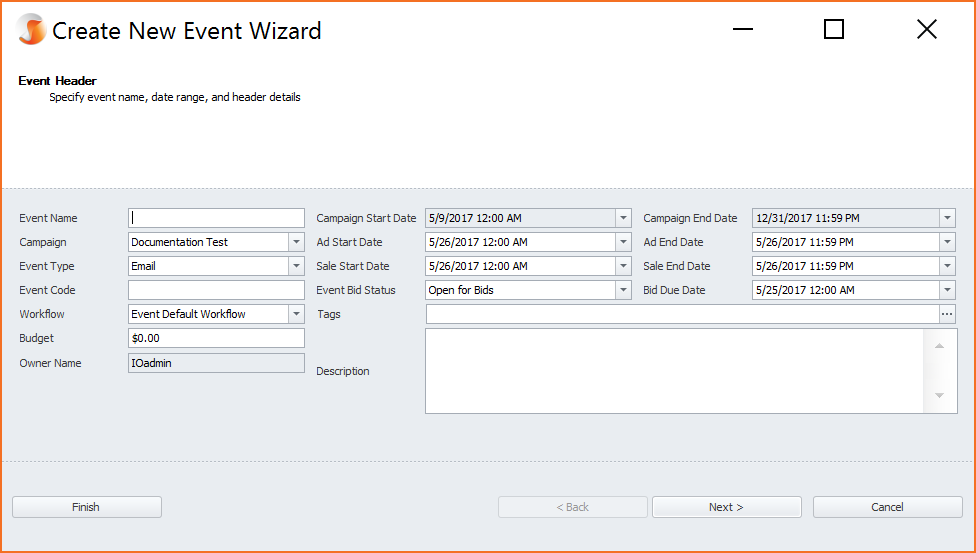 Create New Event Wizard
Event Header
Specify event name, date range, and header details
Event Name Campaign Start Date 5/9/2017 12:00 AM Campaign End Date 12/31/2017 11:59 PM
Campaign Documentation Test Ad Start Date 5/26/2017 12:00 AM Ad End Date 5/26/2017 11:59 PM
Event Type Email Sale Start Date 5/26/2017 12:00 AM Sale End Date 5/26/2017 11:59 PM
Event Code Event Bid Status Open for Bids Bid Due Date 5/25/2017 12:00 AM
Workflow Event Default Workflow Tags ...
Budget $0.00
Owner Name IOadmin Description
Finish < Back Next > Cancel